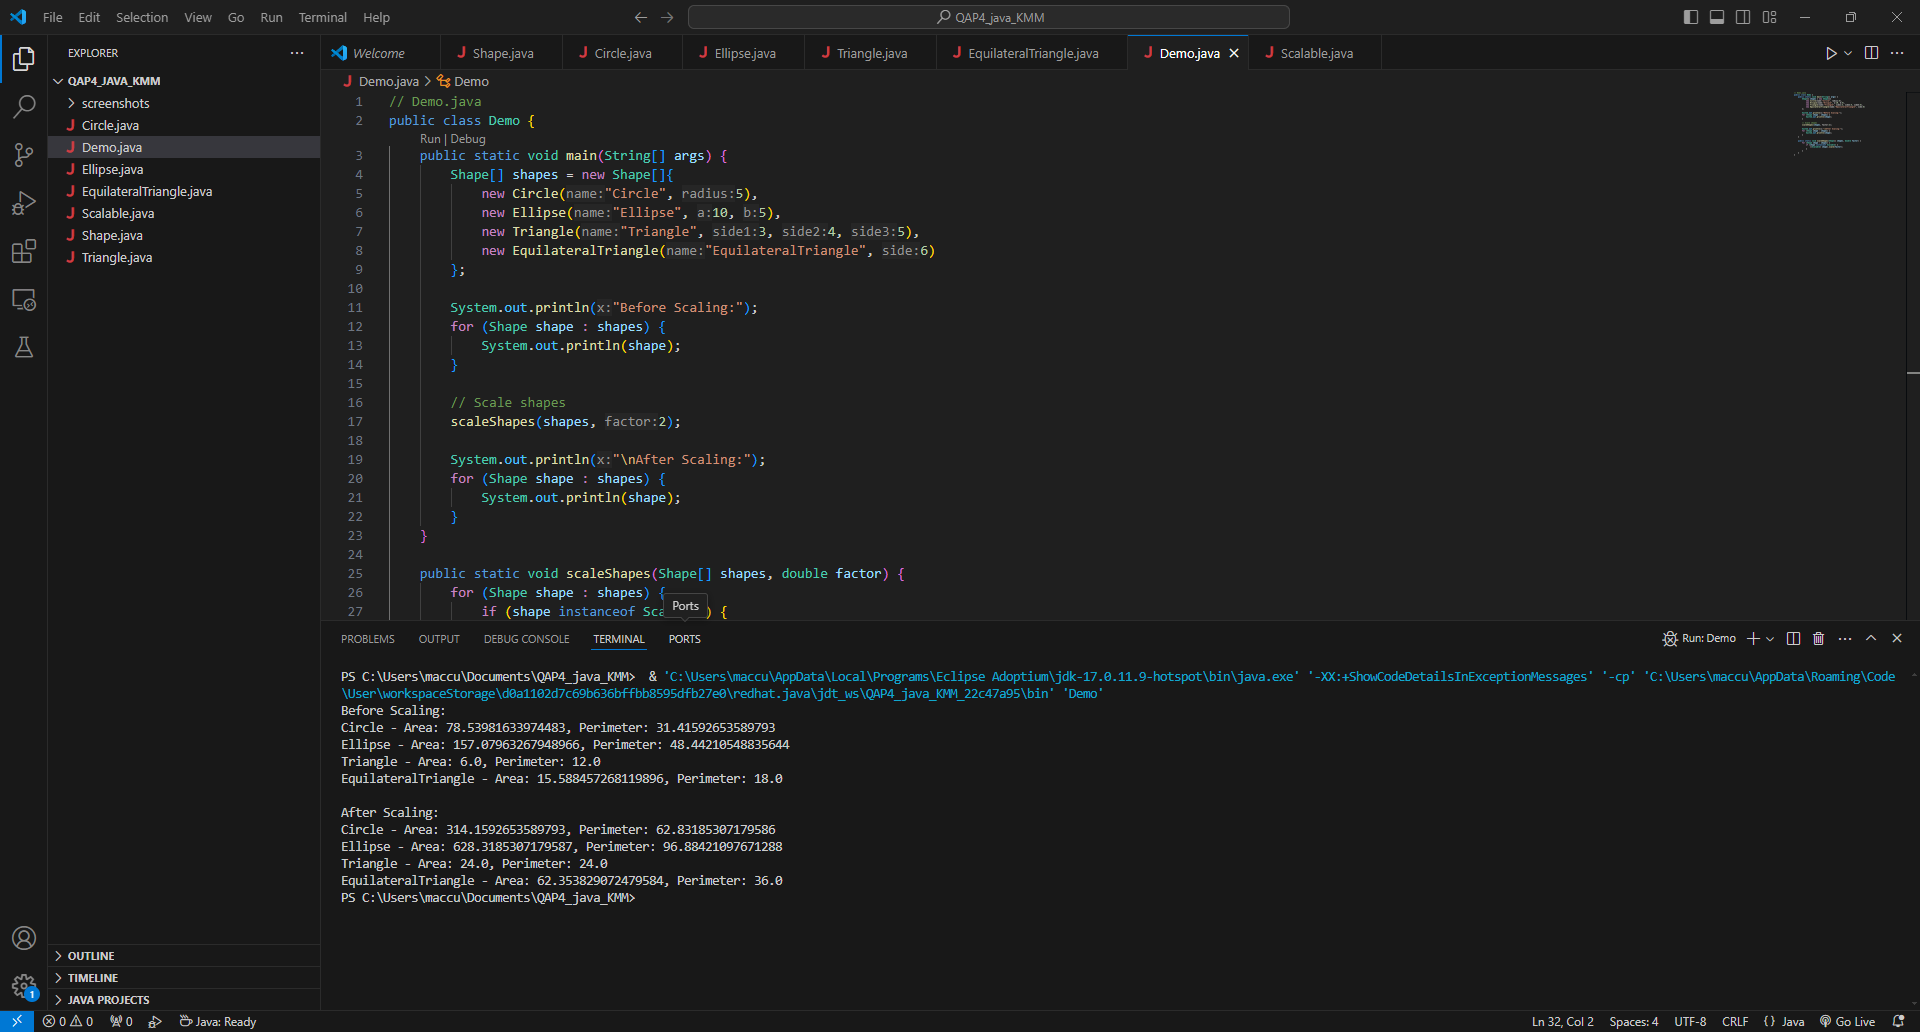 File Edit Selection View Go Run Terminal Help
QAP4_java_KMM
EXPLORER
QAP4_JAVA_KMM
screenshots
J Circle.java
J Demo.java
J Ellipse.java
J EquilateralTriangle.java
J Scalable.java
J Shape.java
J Triangle.java
OUTLINE
TIMELINE
JAVA PROJECTS
Welcome J Shape.java J Circle.java J Ellipse.java J Triangle.java J EquilateralTriangle.java J Demo.java J Scalable.java
J Demo.java > Demo
1 // Demo.java
2 public class Demo {
Run | Debug
3 public static void main(String[] args) {
4 Shape[] shapes = new Shape[]{
5 new Circle(name:"Circle", radius:5),
6 new Ellipse(name:"Ellipse", a:10, b:5),
7 new Triangle(name:"Triangle", side1:3, side2:4, side3:5),
8 new EquilateralTriangle(name:"EquilateralTriangle", side:6)
9 };
10
11 System.out.println(x:"Before Scaling:");
12 for (Shape shape : shapes) {
13 System.out.println(shape);
14 }
15
16 // Scale shapes
17 scaleShapes(shapes, factor:2);
18
19 System.out.println(x:"\nAfter Scaling:");
20 for (Shape shape : shapes) {
21 System.out.println(shape);
22 }
23 }
24
25 public static void scaleShapes(Shape[] shapes, double factor) {
26 for (Shape shape : shapes) {
27 if (shape instanceof Sca ) {
Ports
PROBLEMS OUTPUT DEBUG CONSOLE TERMINAL PORTS
Run: Demo
PS C:\Users\maccu\Documents\QAP4_java_KMM> & 'C:\Users\maccu\AppData\Local\Programs\Eclipse Adoptium\jdk-17.0.11.9-hotspot\bin\java.exe' '-XX:+ShowCodeDetailsInExceptionMessages' '-cp' 'C:\Users\maccu\AppData\Roaming\Code
\User\workspaceStorage\d0a1102d7c69b636bffbb8595dfb27e0\redhat.java\jdt_ws\QAP4_java_KMM_22c47a95\bin' 'Demo'
Before Scaling:
Circle - Area: 78.53981633974483, Perimeter: 31.41592653589793
Ellipse - Area: 157.07963267948966, Perimeter: 48.44210548835644
Triangle - Area: 6.0, Perimeter: 12.0
EquilateralTriangle - Area: 15.588457268119896, Perimeter: 18.0
After Scaling:
Circle - Area: 314.1592653589793, Perimeter: 62.83185307179586
Ellipse - Area: 628.3185307179587, Perimeter: 96.88421097671288
Triangle - Area: 24.0, Perimeter: 24.0
EquilateralTriangle - Area: 62.353829072479584, Perimeter: 36.0
PS C:\Users\maccu\Documents\QAP4_java_KMM>
1
0 0 0 Java: Ready
Ln 32, Col 2 Spaces: 4 UTF-8 CRLF { } Java Go Live